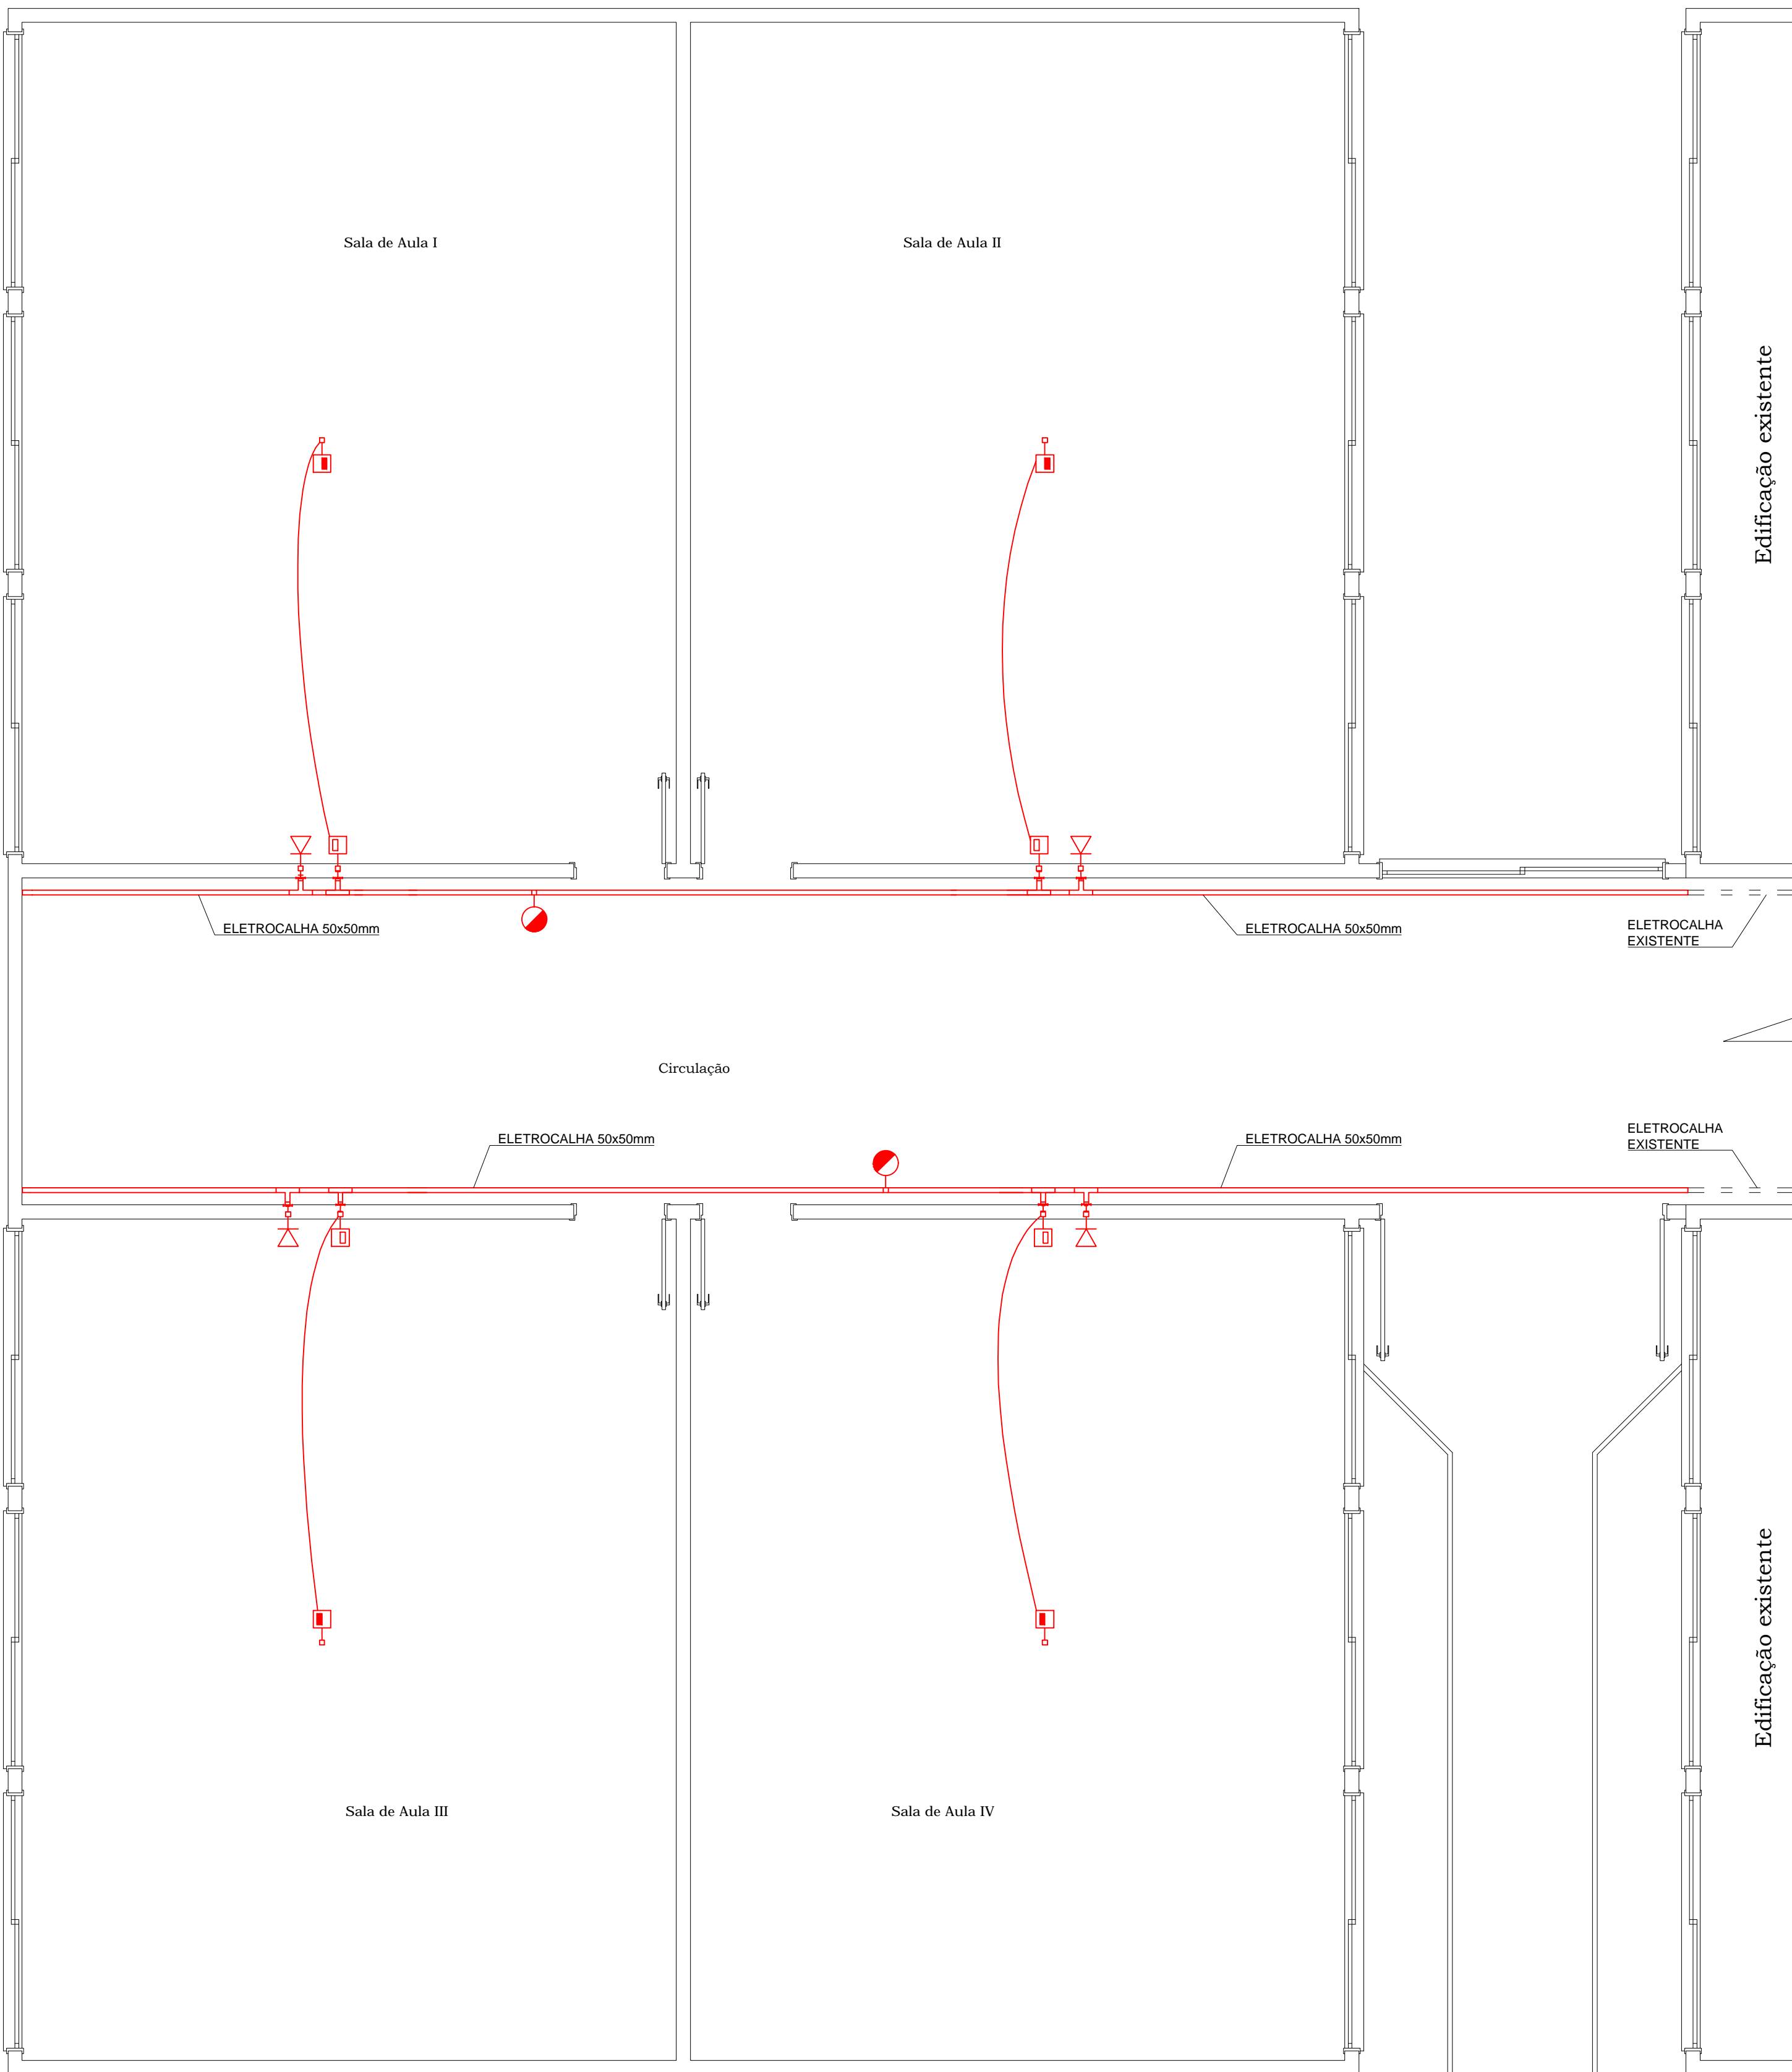 Sala de Aula I
Sala de Aula II
Edificação existente
ELETROCALHA 50x50mm
ELETROCALHA 50x50mm
ELETROCALHA
EXISTENTE
Circulação
ELETROCALHA 50x50mm
ELETROCALHA 50x50mm
ELETROCALHA
EXISTENTE
Edificação existente
Sala de Aula III
Sala de Aula IV